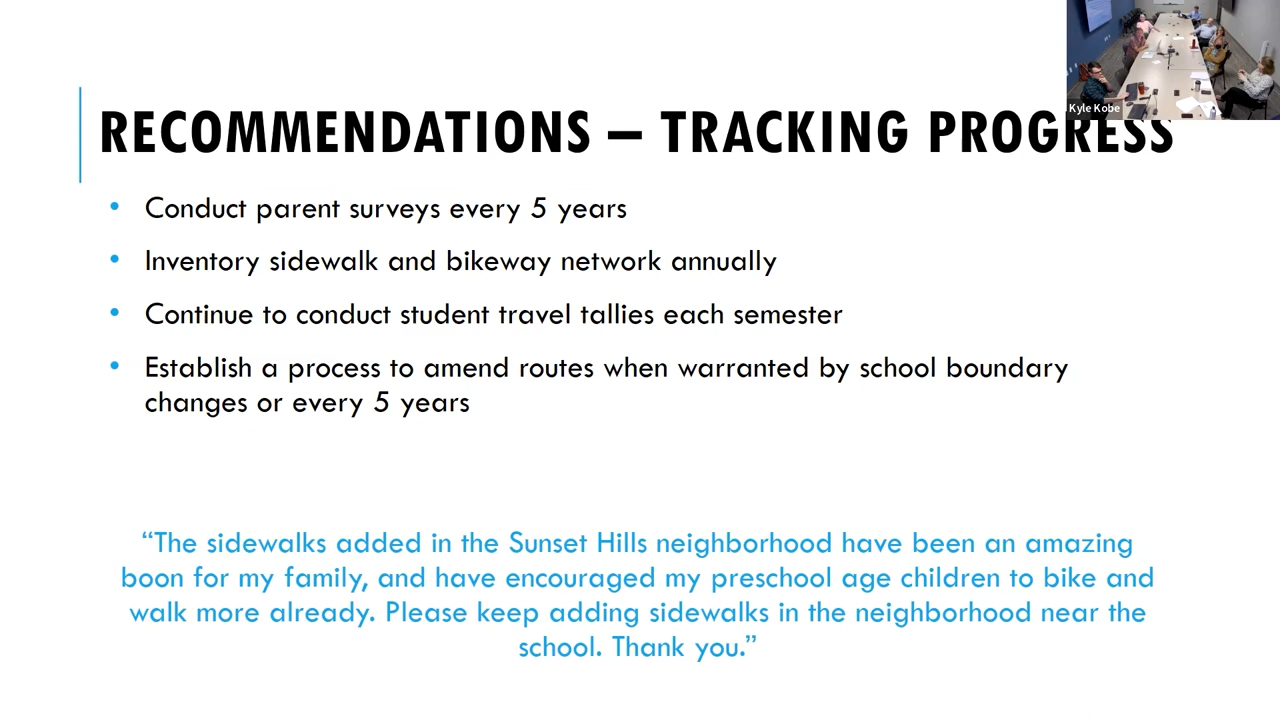 Kyle Kobe
RECOMMENDATIONS – TRACKING PROGRESS
• Conduct parent surveys every 5 years
• Inventory sidewalk and bikeway network annually
• Continue to conduct student travel tallies each semester
• Establish a process to amend routes when warranted by school boundary
changes or every 5 years
“The sidewalks added in the Sunset Hills neighborhood have been an amazing
boon for my family, and have encouraged my preschool age children to bike and
walk more already. Please keep adding sidewalks in the neighborhood near the
school. Thank you.”